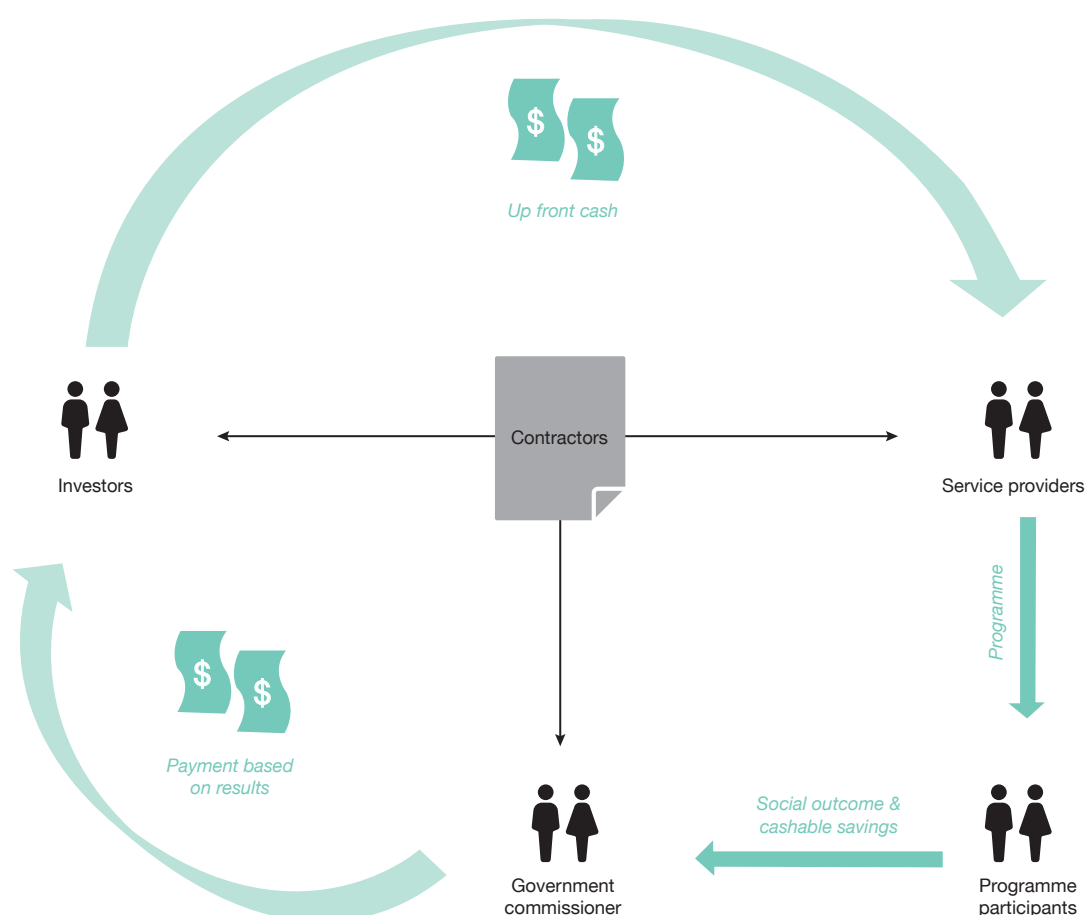 $
$
Up front cash
Contractors
Investors
Service providers
Programme
$
$
Payment based
on results
Social outcome &
cashable savings
Government
commissioner
Programme
participants